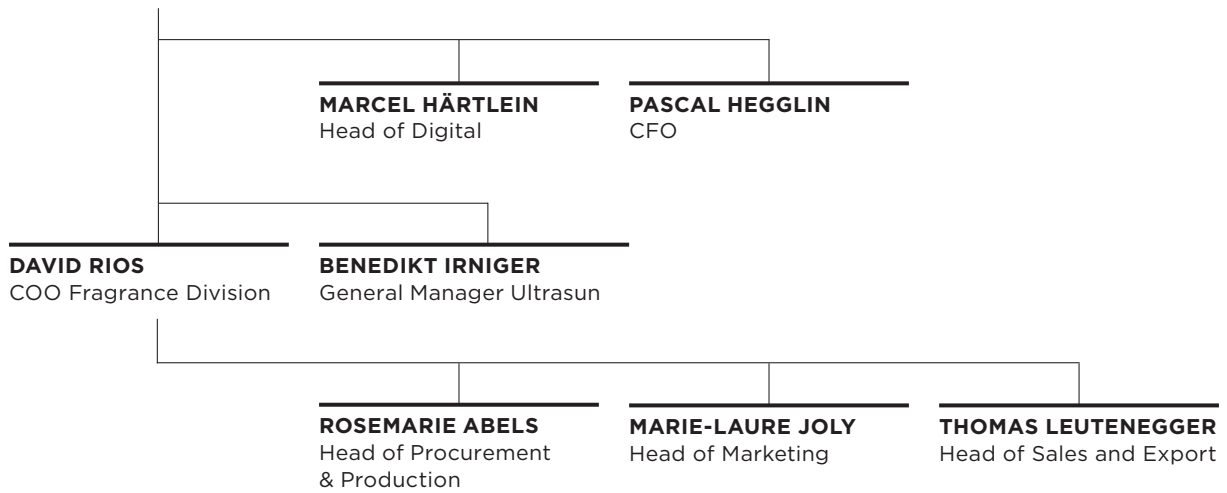 MARCEL HÄRTLEIN
Head of Digital
PASCAL HEGGLIN
CFO
DAVID RIOS
COO Fragrance Division
BENEDIKT IRNIGER
General Manager Ultrasun
ROSEMARIE ABELS
Head of Procurement
& Production
MARIE-LAURE JOLY
Head of Marketing
THOMAS LEUTENEGGER
Head of Sales and Export